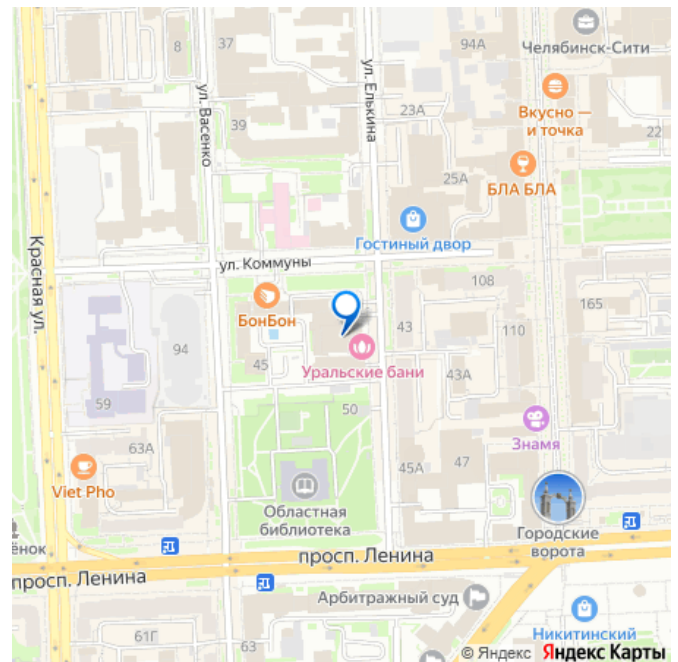 37
94А
8
Челябинск-Сити
ул. Васенко
ул. Елькина
23А
Вкусно —
и точка
22
39
25А
БЛА БЛА
Гостиный двор
Красная ул.
ул. Коммуны
108
165
БонБон
43
110
94
45
Уральские бани
43А
59
50
Знамя
63А
45А
47
Viet Pho
Областная
библиотека
Городские
ворота
ёнок
просп. Ленина
просп. Ленина
Арбитражный суд
61Г
63
Никитинский
© Яндекс Яндекс Карты